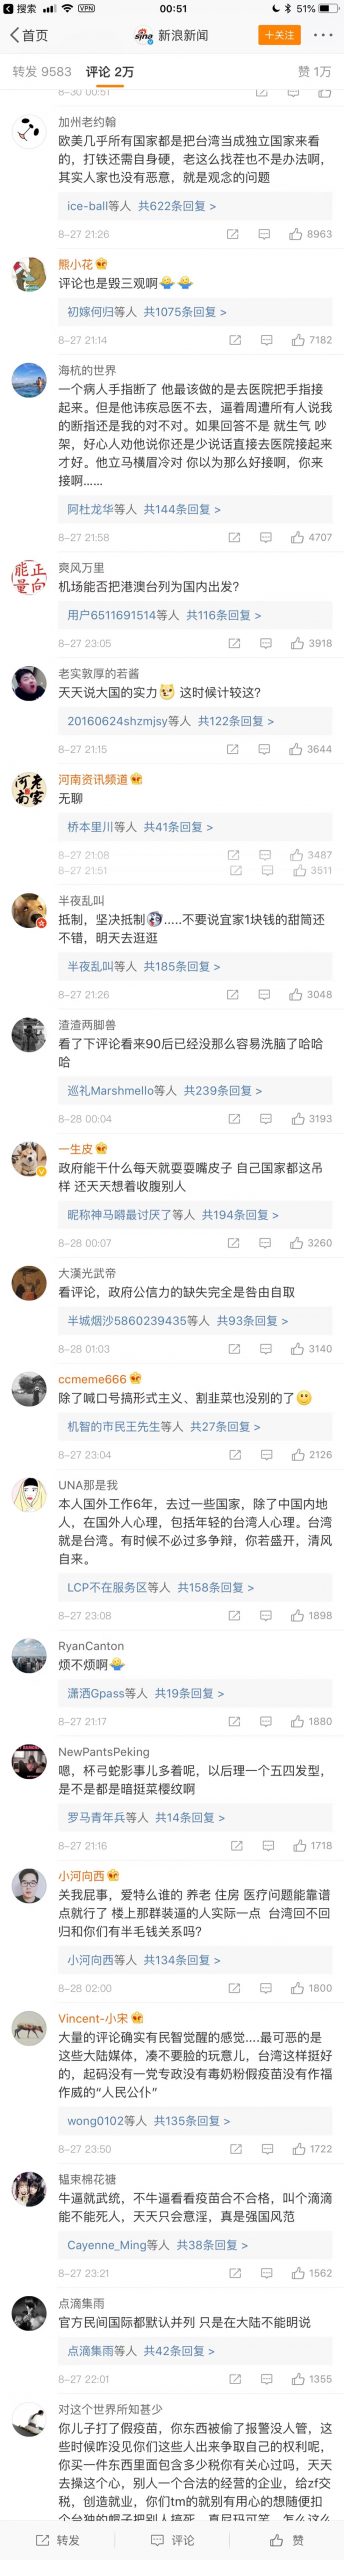 搜索 VPN 00:51 51%
首页 sina 新浪新闻 +关注
转发 9583 评论 2万 赞 1万
8-30 00:51
加州老约翰
欧美几乎所有国家都是把台湾当成独立国家来看
的，打铁还需自身硬，老这么找茬也不是办法啊，
其实人家也没有恶意，就是观念的问题
ice-ball等人 共622条回复 >
8-27 21:26 8963
熊小花
评论也是毁三观啊
初嫁何归等人 共1075条回复 >
8-27 21:14 7182
海杭的世界
一个病人手指断了 他最该做的是去医院把手指接
起来。但是他讳疾忌医不去，逼着周遭所有人说我
的断指还是我的对不对。如果回答不是 就生气 吵
架，好心人劝他说你还是少说话直接去医院接起来
才好。他立马横眉冷对 你以为那么好接啊，你来
接啊……
阿杜龙华等人 共144条回复 >
8-27 21:58 4707
能正量向
奭风万里
机场能否把港澳台列为国内出发？
用户6511691514等人 共116条回复 >
8-27 23:05 3918
老实敦厚的若酱
天天说大国的实力 这时候计较这？
20160624shzmjsy等人 共122条回复 >
8-27 21:15 3644
河老南家
河南资讯频道
无聊
桥本里川等人 共41条回复 >
8-27 21:08 3487
8-27 21:51 3511
半夜乱叫
抵制，坚决抵制.....不要说宜家1块钱的甜筒还
不错，明天去逛逛
半夜乱叫等人 共185条回复 >
8-27 21:26 3048
渣渣两脚兽
看了下评论看来90后已经没那么容易洗脑了哈哈
哈
巡礼Marshmello等人 共239条回复 >
8-28 00:04 3193
一生皮
政府能干什么每天就耍耍嘴皮子 自己国家都这吊
样 还天天想着收腹别人
昵称神马嘚最讨厌了等人 共194条回复 >
8-28 00:07 3260
大漢光武帝
看评论，政府公信力的缺失完全是咎由自取
半城烟沙5860239435等人 共93条回复 >
8-28 01:03 3140
ccmeme666
除了喊口号搞形式主义、割韭菜也没别的了
机智的市民王先生等人 共27条回复 >
8-27 23:04 2126
UNA那是我
本人国外工作6年，去过一些国家，除了中国内地
人，在国外人心理，包括年轻的台湾人心理。台湾
就是台湾。有时候不必过多争辩，你若盛开，清风
自来。
LCP不在服务区等人 共158条回复 >
8-27 23:08 1898
RyanCanton
烦不烦啊
潇洒Gpass等人 共19条回复 >
8-27 21:17 1880
NewPantsPeking
嗯，杯弓蛇影事儿多着呢，以后理一个五四发型，
是不是都是暗挺菜樱纹啊
罗马青年兵等人 共14条回复 >
8-27 21:16 1718
小河向西
关我屁事，爱特么谁的 养老 住房 医疗问题能靠谱
点就行了 楼上那群装逼的人实际一点 台湾回不回
归和你们有半毛钱关系吗？
小河向西等人 共134条回复 >
8-28 02:00 1800
Vincent-小宋
大量的评论确实有民智觉醒的感觉....最可恶的是
这些大陆媒体，凑不要脸的玩意儿，台湾这样挺好
的，起码没有一党专政没有毒奶粉假疫苗没有作福
作威的“人民公仆”
wong0102等人 共135条回复 >
8-27 23:50 1722
韫束棉花禟
牛逼就武统，不牛逼看看疫苗合不合格，叫个滴滴
能不能死人，天天只会意淫，真是强国风范
Cayenne_Ming等人 共38条回复 >
8-27 23:21 1562
点滴集雨
官方民间国际都默认并列 只是在大陆不能明说
点滴集雨等人 共42条回复 >
8-27 22:01 1355
对这个世界所知甚少
你儿子打了假疫苗，你东西被偷了报警没人管，这
些时候咋没见你们这些人出来争取自己的权利呢，
你买一件东西里面包含多少税你有关心过吗，天天
去操这个心，别人一个合法的经营的企业，给zf交
税，创造就业，你们tm的就别有用心的想随便扣
个台独的帽子把别人搞死，真尼玛可笑，怎么这么
转发 评论 赞